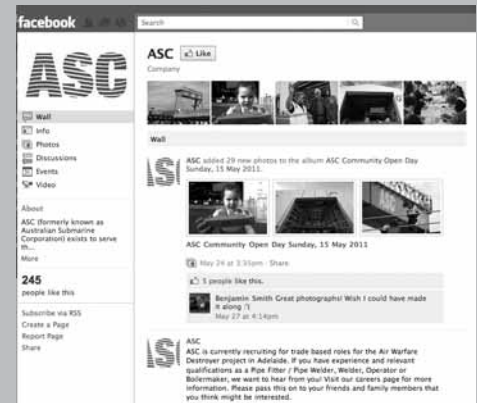 facebook
Search
ASC
ASC
Like
Company
Wall
Info
Photos
Discussions
Events
Video
About
ASC (formerly known as
Australian Submarine
Corporation) exists to serve
th...
More
245
people like this
Subscribe via RSS
Create a Page
Report Page
Share
Wall
ASC added 29 new photos to the album ASC Community Open Day
Sunday, 15 May 2011.
ASC Community Open Day Sunday, 15 May 2011
May 24 at 3:35pm · Share
5 people like this.
Benjamin Smith Great photographs! Wish I could have made
it along :'(
May 27 at 4:14pm
ASC
ASC is currently recruiting for trade based roles for the Air Warfare
Destroyer project in Adelaide. If you have experience and relevant
qualifications as a Pipe Fitter / Pipe Welder, Welder, Operator or
Boilermaker, we want to hear from you! Visit our careers page for more
information. Please pass this on to your friends and family members that
you think might be interested.